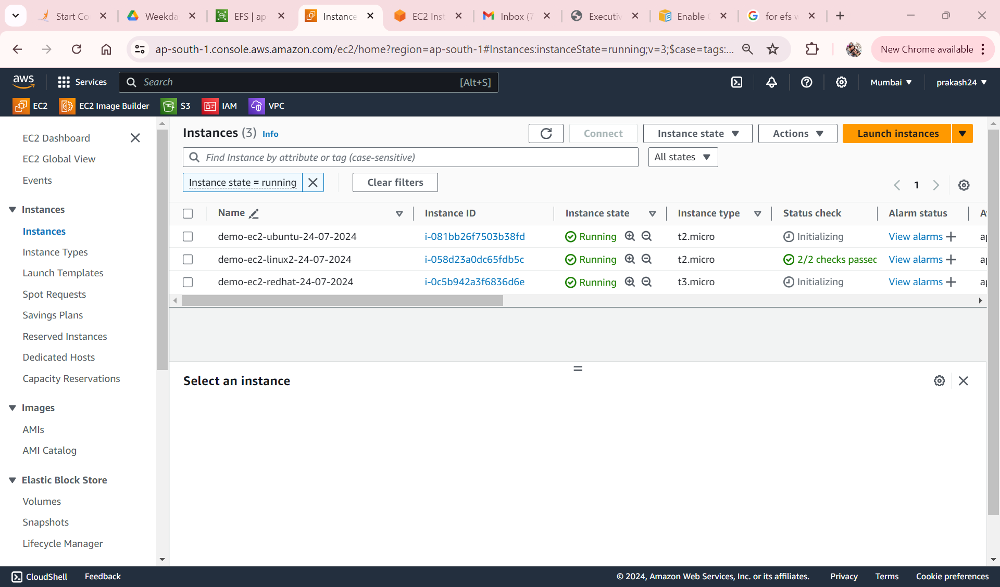 Start Co
Weekda
EFS | ap-
Instance
EC2 Inst
Inbox (7
Executiv
Enable C
for efs w
ap-south-1.console.aws.amazon.com/ec2/home?region=ap-south-1#Instances:instanceState=running;v=3;$case=tags:...
New Chrome available
aws
Services
Search
[Alt+S]
Mumbai
prakash24
EC2
EC2 Image Builder
S3
IAM
VPC
EC2 Dashboard
EC2 Global View
Events
Instances
Instances
Instance Types
Launch Templates
Spot Requests
Savings Plans
Reserved Instances
Dedicated Hosts
Capacity Reservations
Images
AMIs
AMI Catalog
Elastic Block Store
Volumes
Snapshots
Lifecycle Manager
Instances (3) Info
Connect
Instance state
Actions
Launch instances
Find Instance by attribute or tag (case-sensitive)
All states
Instance state = running
Clear filters
1
Name Instance ID Instance state Instance type Status check Alarm status A
demo-ec2-ubuntu-24-07-2024 i-081bb26f7503b38fd Running t2.micro Initializing View alarms + ap
demo-ec2-linux2-24-07-2024 i-058d23a0dc65fdb5c Running t2.micro 2/2 checks passed View alarms + ap
demo-ec2-redhat-24-07-2024 i-0c5b942a3f6836d6e Running t3.micro Initializing View alarms + ap
Select an instance
CloudShell
Feedback
© 2024, Amazon Web Services, Inc. or its affiliates.
Privacy
Terms
Cookie preferences